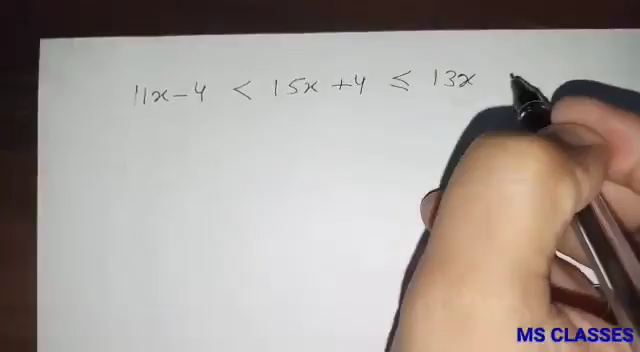 11x - 4 < 15x + 4 ≤ 13x
MS CLASSES